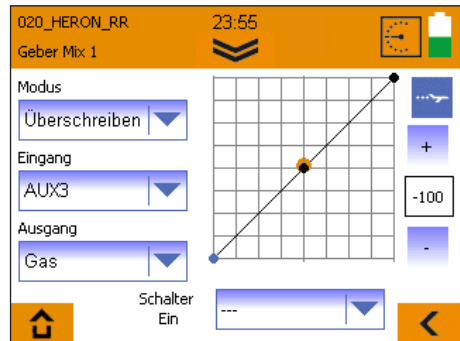 020_HERON_RR
23:55
Geber Mix 1
Modus
Überschreiben
+
Eingang
AUX3
-100
Ausgang
Gas
-
Schalter
Ein
---